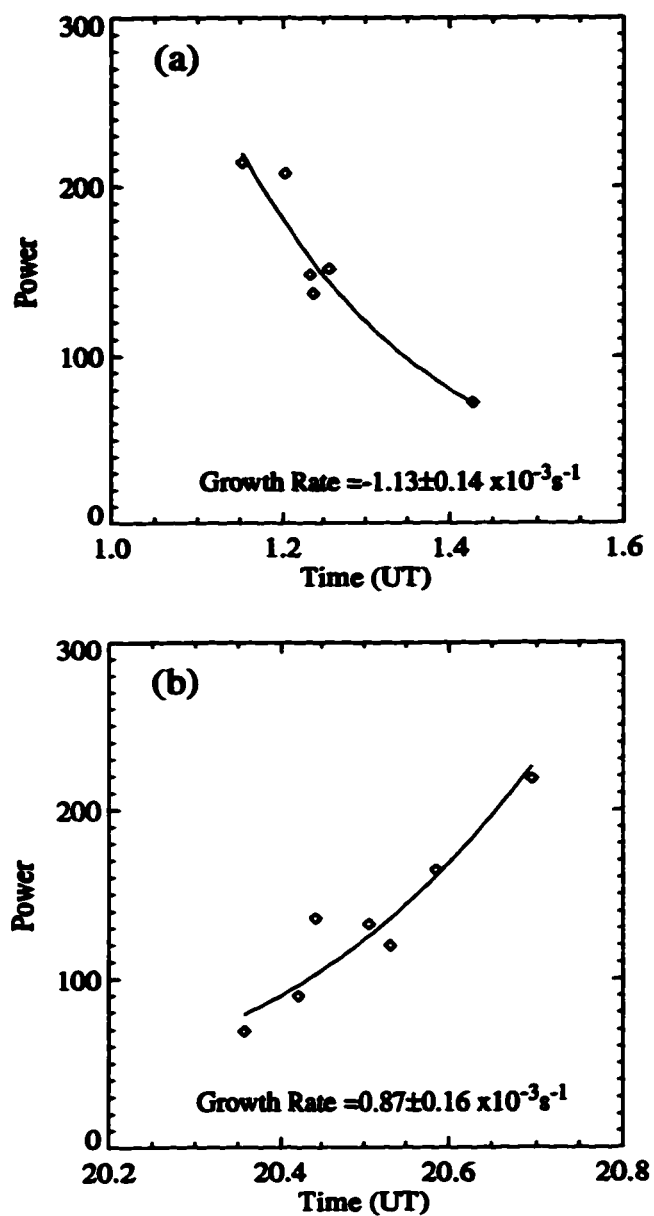 (a)
300
200
100
0
Power
Growth Rate =-1.13±0.14 x10⁻³s⁻¹
1.0 1.2 1.4 1.6
Time (UT)
(b)
300
200
100
0
Power
Growth Rate =0.87±0.16 x10⁻³s⁻¹
20.2 20.4 20.6 20.8
Time (UT)